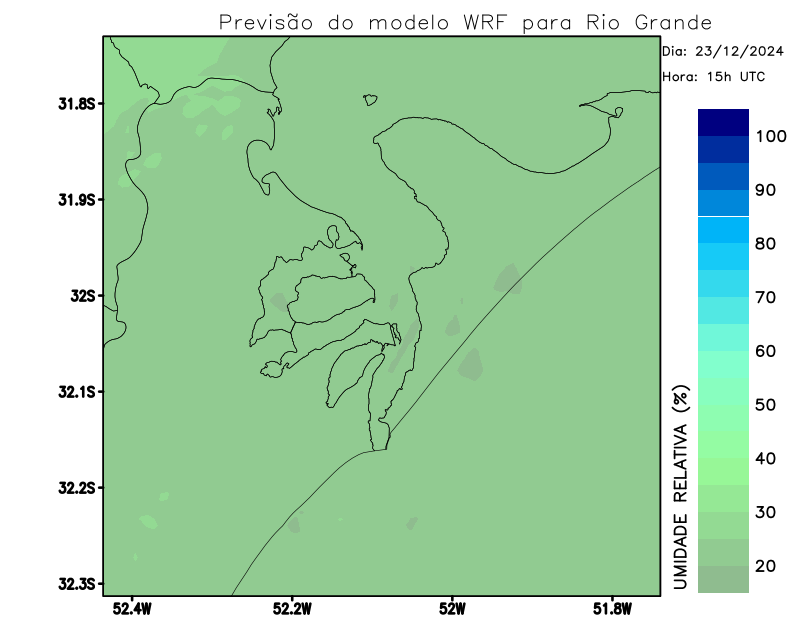 Previsão do modelo WRF para Rio Grande
Dia: 23/12/2024
Hora: 15h UTC
31.8S
31.9S
32S
32.1S
32.2S
32.3S
52.4W
52.2W
52W
51.8W
UMIDADE RELATIVA (%)
100
90
80
70
60
50
40
30
20